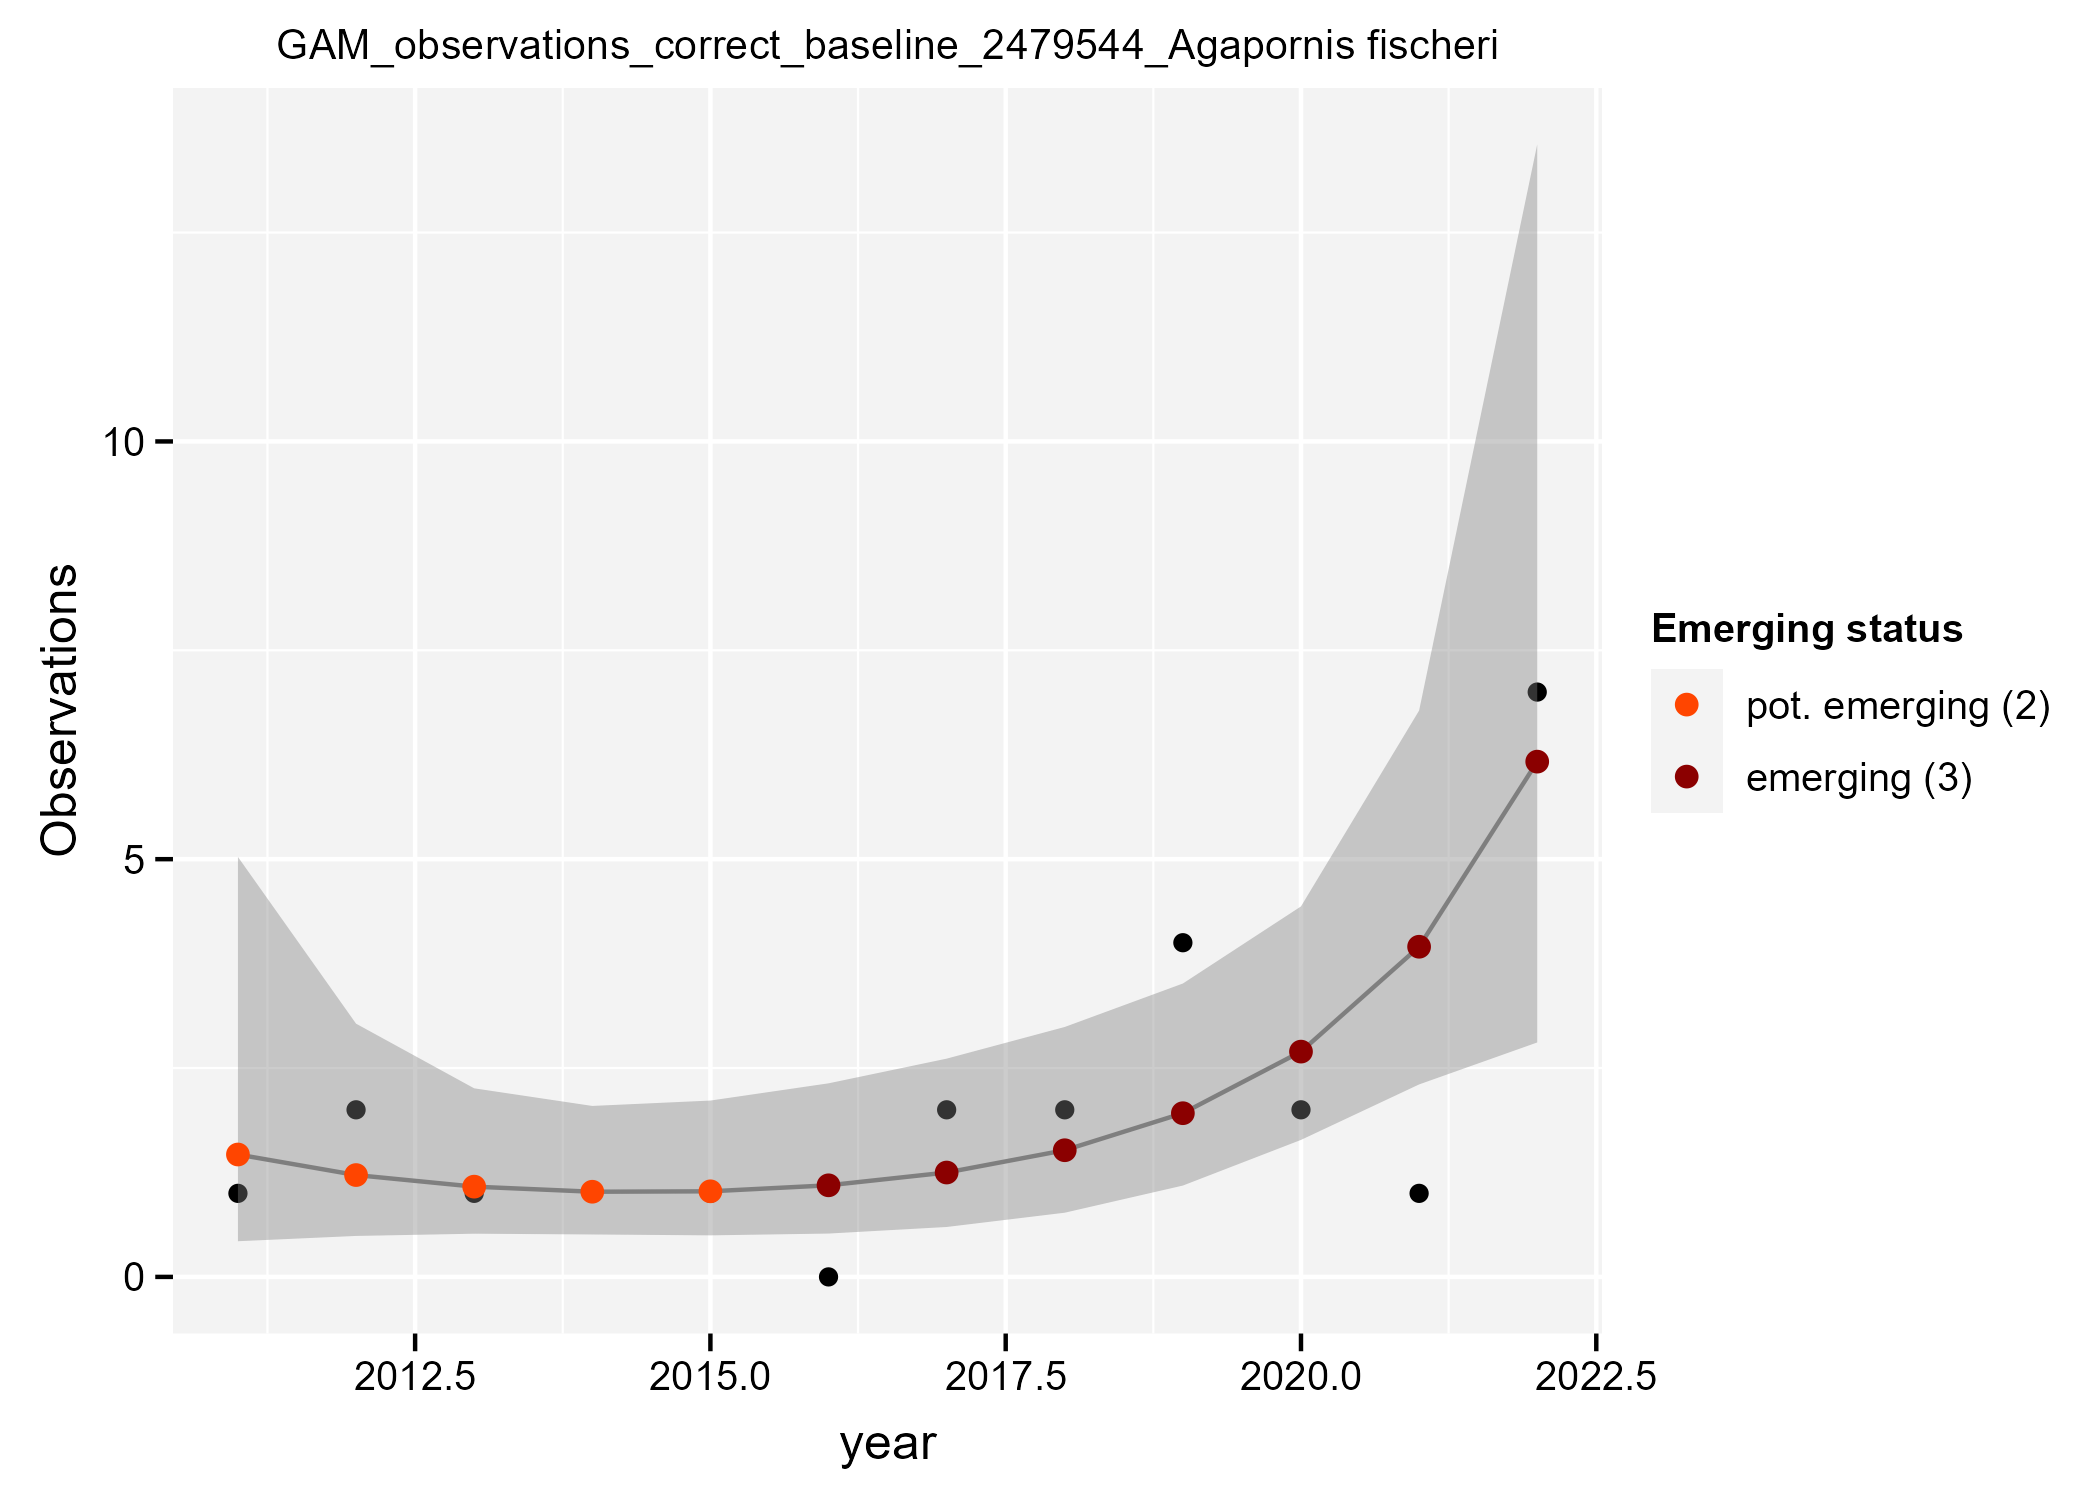 GAM_observations_correct_baseline_2479544_Agapornis fischeri
Observations
10
5
0
2012.5 2015.0 2017.5 2020.0 2022.5
year
Emerging status
pot. emerging (2)
emerging (3)